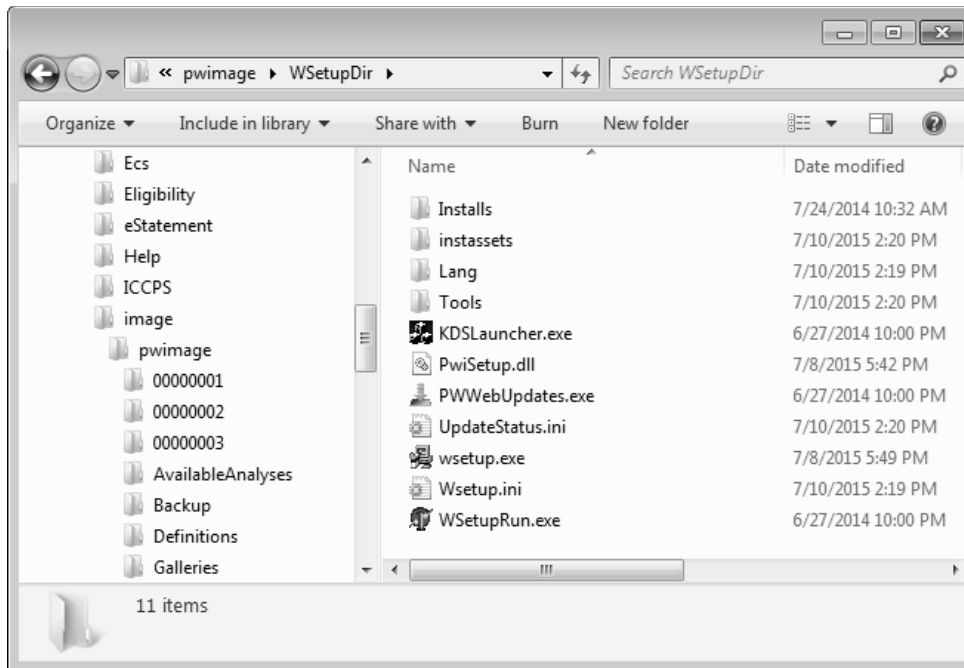 « pwimage ▸ WSetupDir ▸
Search WSetupDir
Organize Include in library Share with Burn New folder
Ecs
Eligibility
eStatement
Help
ICCPS
image
pwimage
00000001
00000002
00000003
AvailableAnalyses
Backup
Definitions
Galleries
Name Date modified
Installs 7/24/2014 10:32 AM
instassets 7/10/2015 2:20 PM
Lang 7/10/2015 2:19 PM
Tools 7/10/2015 2:20 PM
KDSLauncher.exe 6/27/2014 10:00 PM
PwiSetup.dll 7/8/2015 5:42 PM
PWWebUpdates.exe 6/27/2014 10:00 PM
UpdateStatus.ini 7/10/2015 2:20 PM
wsetup.exe 7/8/2015 5:49 PM
Wsetup.ini 7/10/2015 2:19 PM
WSetupRun.exe 6/27/2014 10:00 PM
11 items